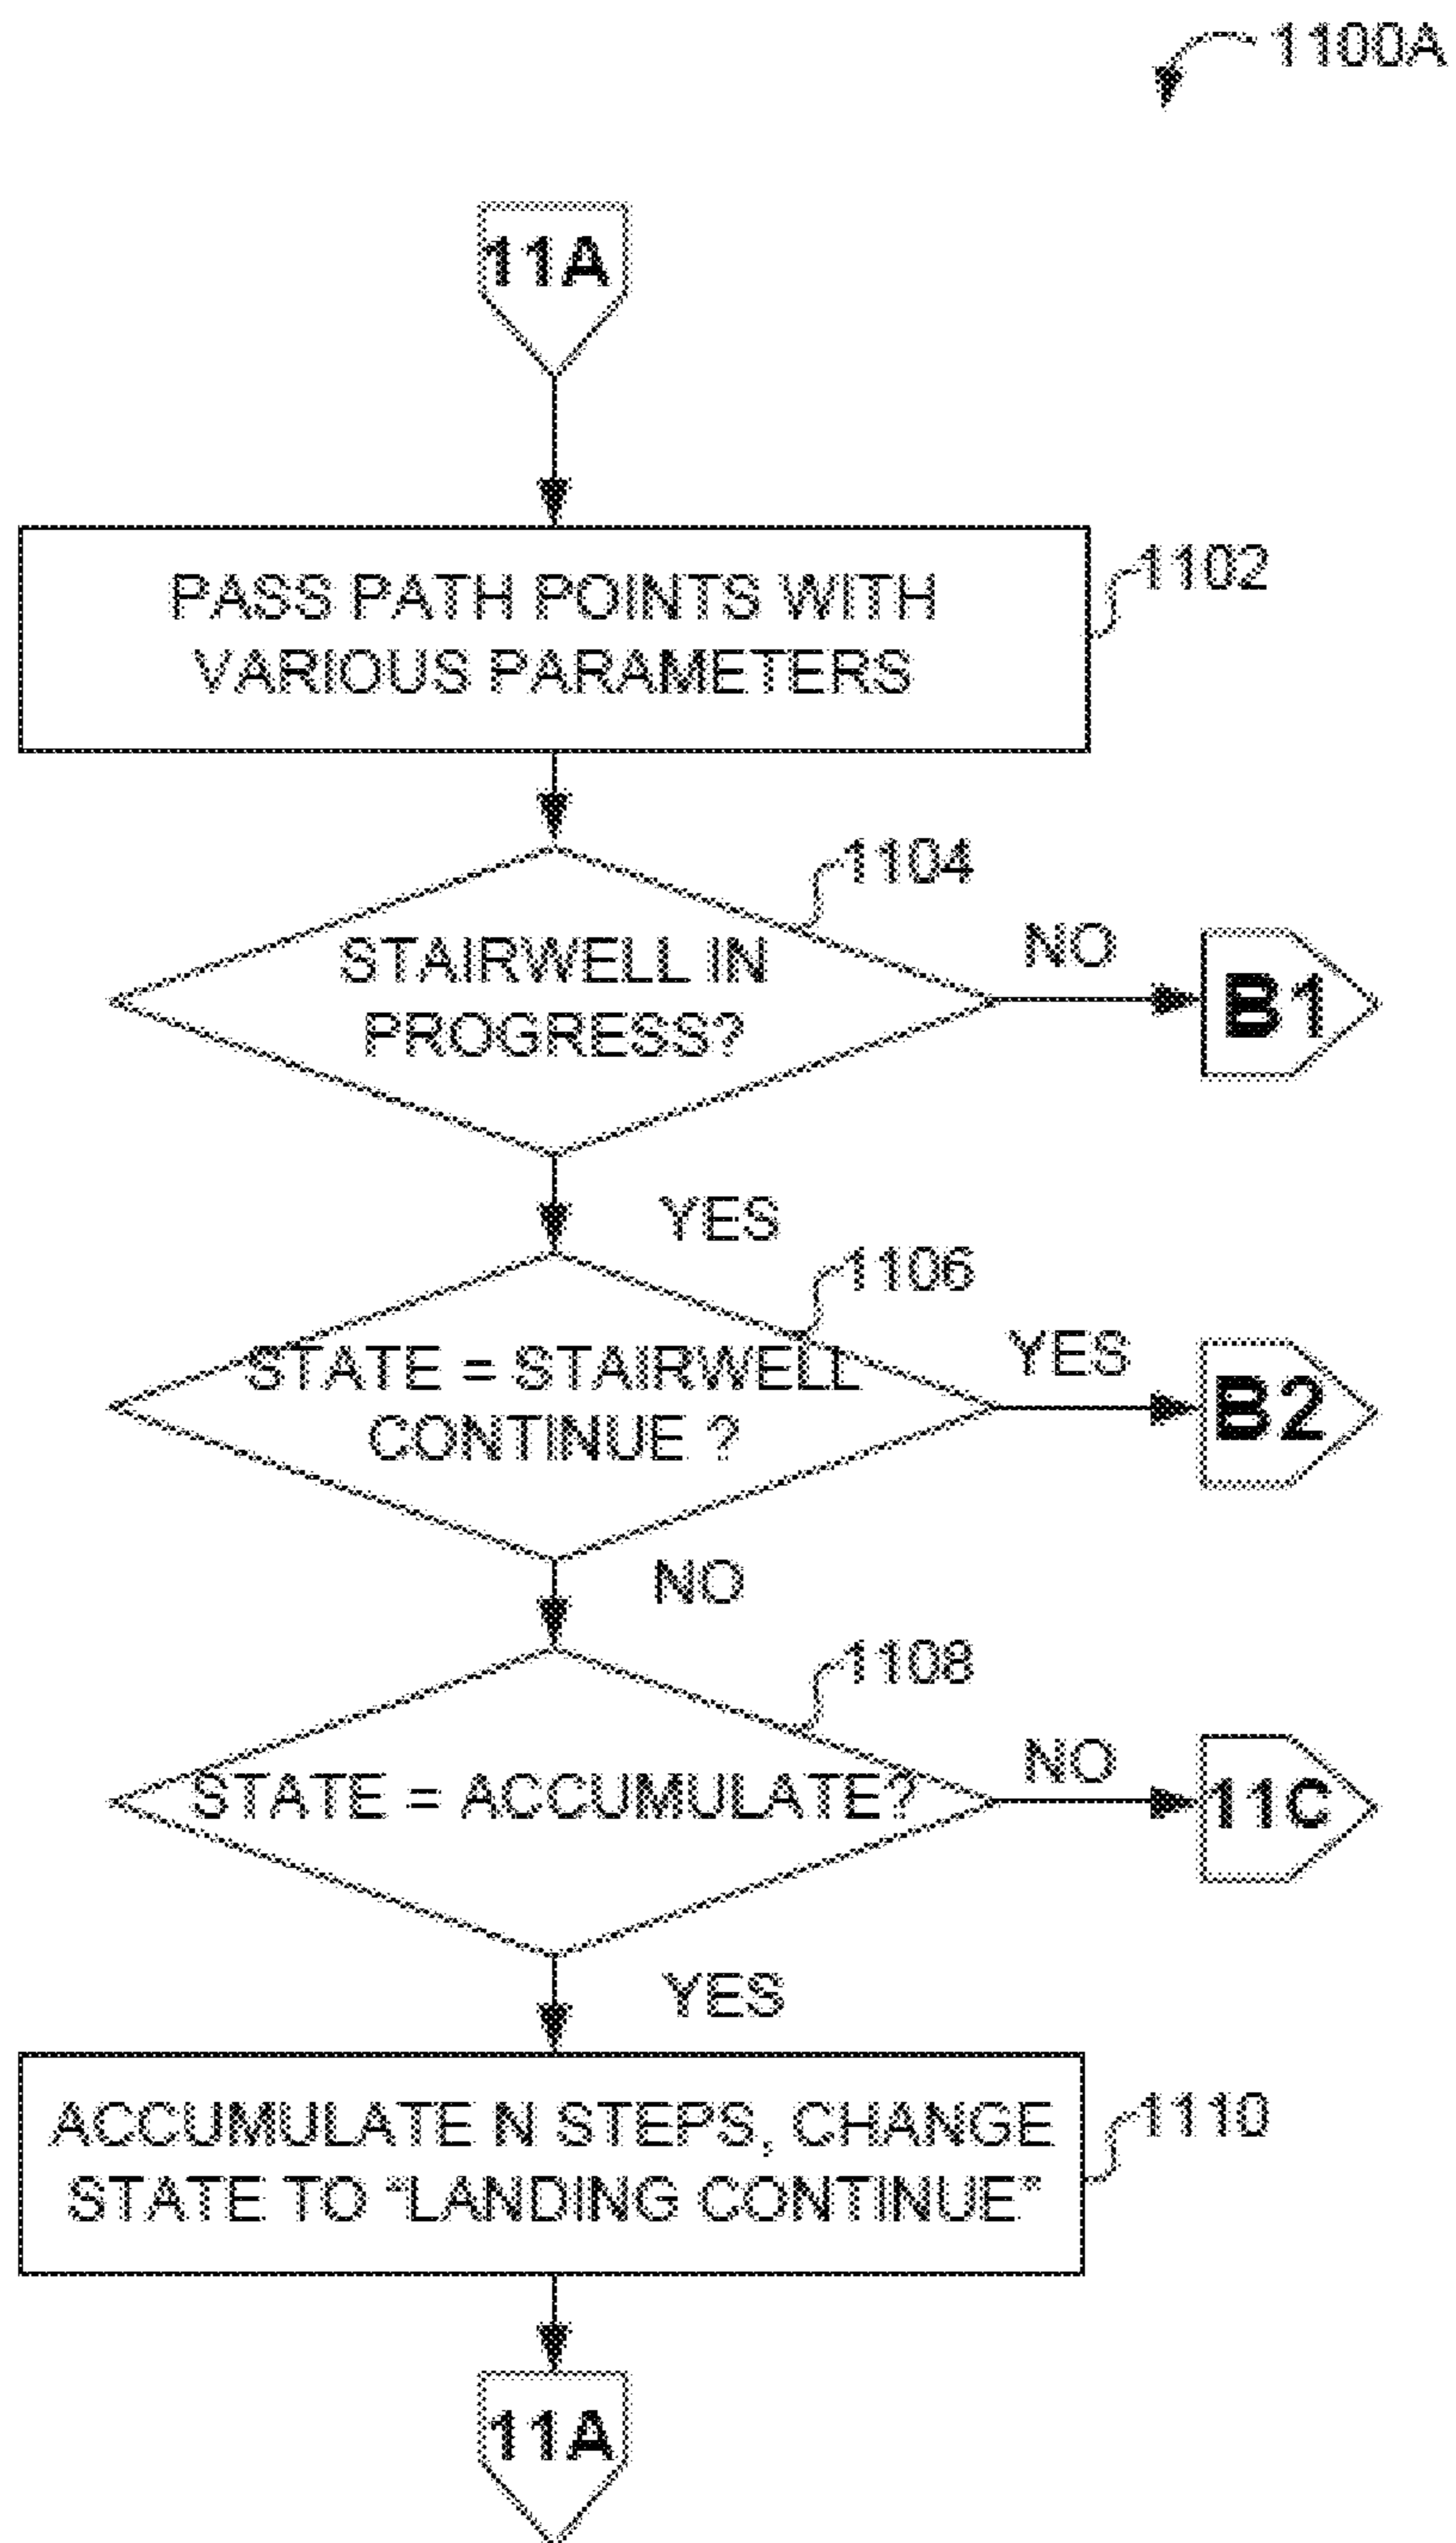 1100A
11A
PASS PATH POINTS WITH
VARIOUS PARAMETERS
1102
1104
STAIRWELL IN
PROGRESS?
NO
B1
YES
1106
STATE = STAIRWELL
CONTINUE ?
YES
B2
NO
1108
STATE = ACCUMULATE?
NO
11C
YES
ACCUMULATE N STEPS, CHANGE
STATE TO “LANDING CONTINUE”
1110
11A